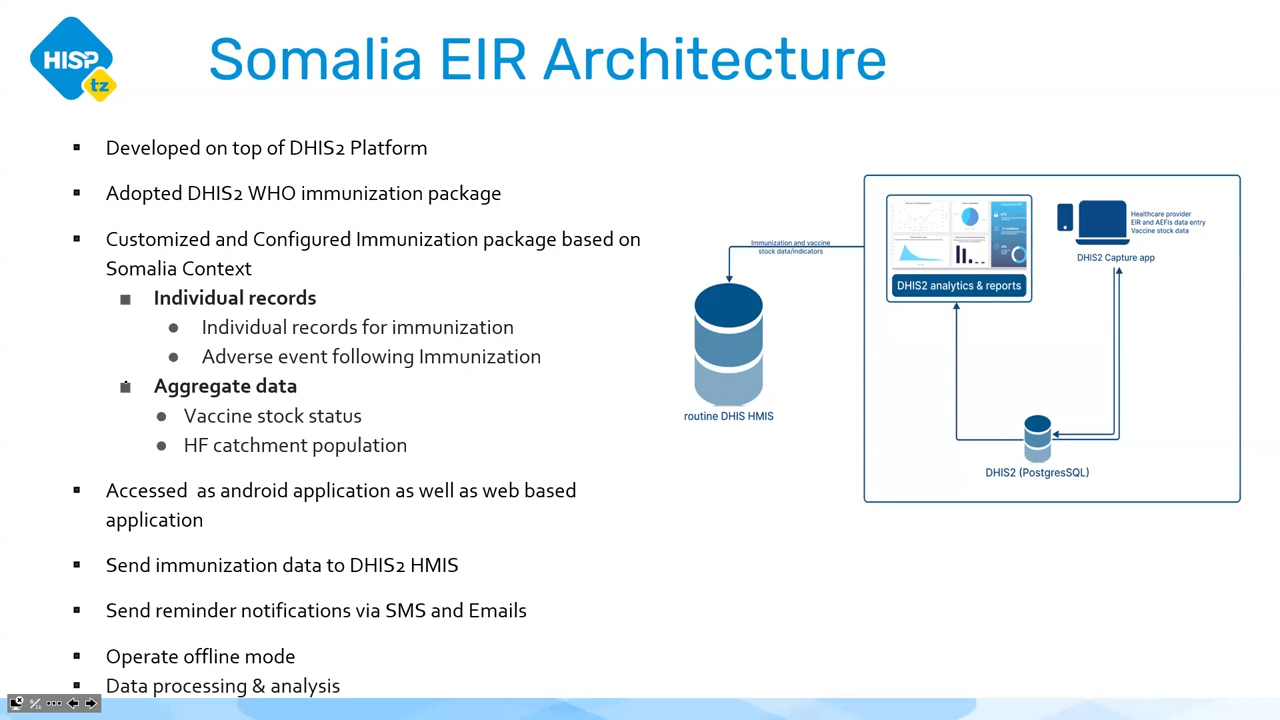 HISP
tz
Somalia EIR Architecture
Developed on top of DHIS2 Platform
Adopted DHIS2 WHO immunization package
Customized and Configured Immunization package based on
Somalia Context
Individual records
Individual records for immunization
Adverse event following Immunization
Aggregate data
Vaccine stock status
HF catchment population
Accessed as android application as well as web based
application
Send immunization data to DHIS2 HMIS
Send reminder notifications via SMS and Emails
Operate offline mode
Data processing & analysis
Immunization and vaccine
stock data/indicators
routine DHIS HMIS
DHIS2 analytics & reports
Healthcare provider
EIR and AEFIs data entry
Vaccine stock data
DHIS2 Capture app
DHIS2 (PostgresSQL)